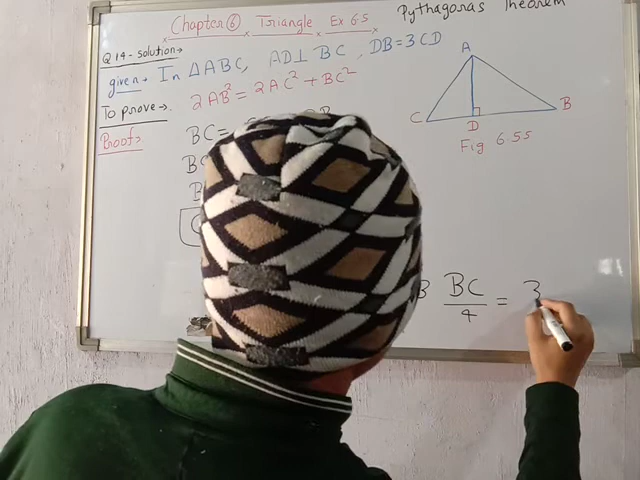 Chapter 6 Triangle Ex 6.5
Pythagoras Theorem
Q 14 - solution →
given → In ΔABC, AD⊥BC, DB=3CD
To prove → 2AB² = 2AC² + BC²
Proof:
BC=
A
C
D
B
Fig 6.55
BC/4 = 3